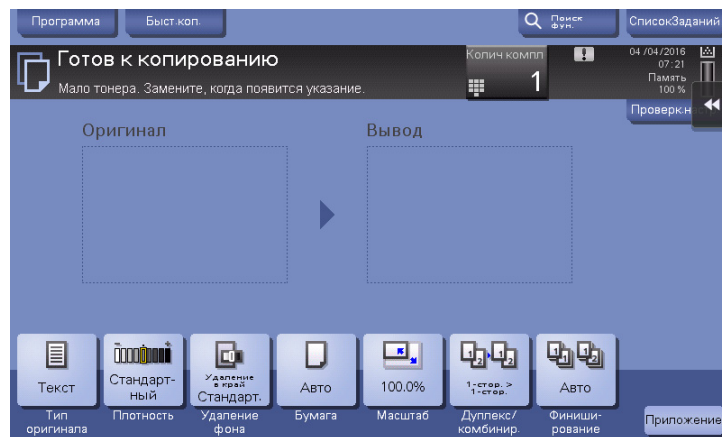 Программа
Быст.коп.
Поиск
фун.
СписокЗаданий
Готов к копированию
Мало тонера. Замените, когда появится указание.
Копич компл
1
04/04/2016
07:21
Память
100 %
Проверк.н
Оригинал
Вывод
Текст
Стандарт-
ный
Удаление
в край
Стандарт.
Авто
100.0%
1-стор. >
1-стор.
Авто
Тип
оригинала
Плотность
Удаление
фона
Бумага
Масштаб
Дуплекс/
комбинир.
Финиши-
рование
Приложение